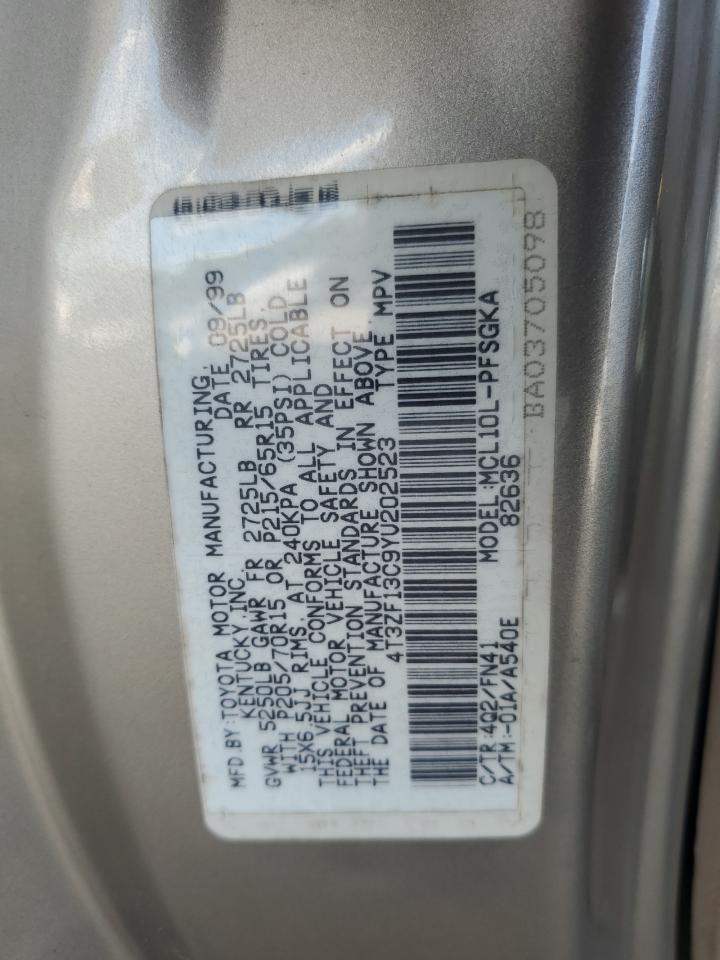 MFD.BY:TOYOTA MOTOR MANUFACTURING,
KENTUCKY,INC. DATE 09/99
GVWR 5250LB GAWR FR 2725LB RR 2725LB
WITH P205/70R15 OR P215/65R15 TIRES,
15X6.5JJ RIMS, AT 240KPA (35PSI) COLD
THIS VEHICLE CONFORMS TO ALL APPLICABLE
FEDERAL MOTOR VEHICLE SAFETY AND
THEFT PREVENTION STANDARDS IN EFFECT ON
THE DATE OF MANUFACTURE SHOWN ABOVE.
4T3ZF13C9YU202523 TYPE MPV
C/TR:4Q2/FN41 MODEL:MCL10L-PFSGKA
A/TM:-01A/A540E 82636
BA03705098